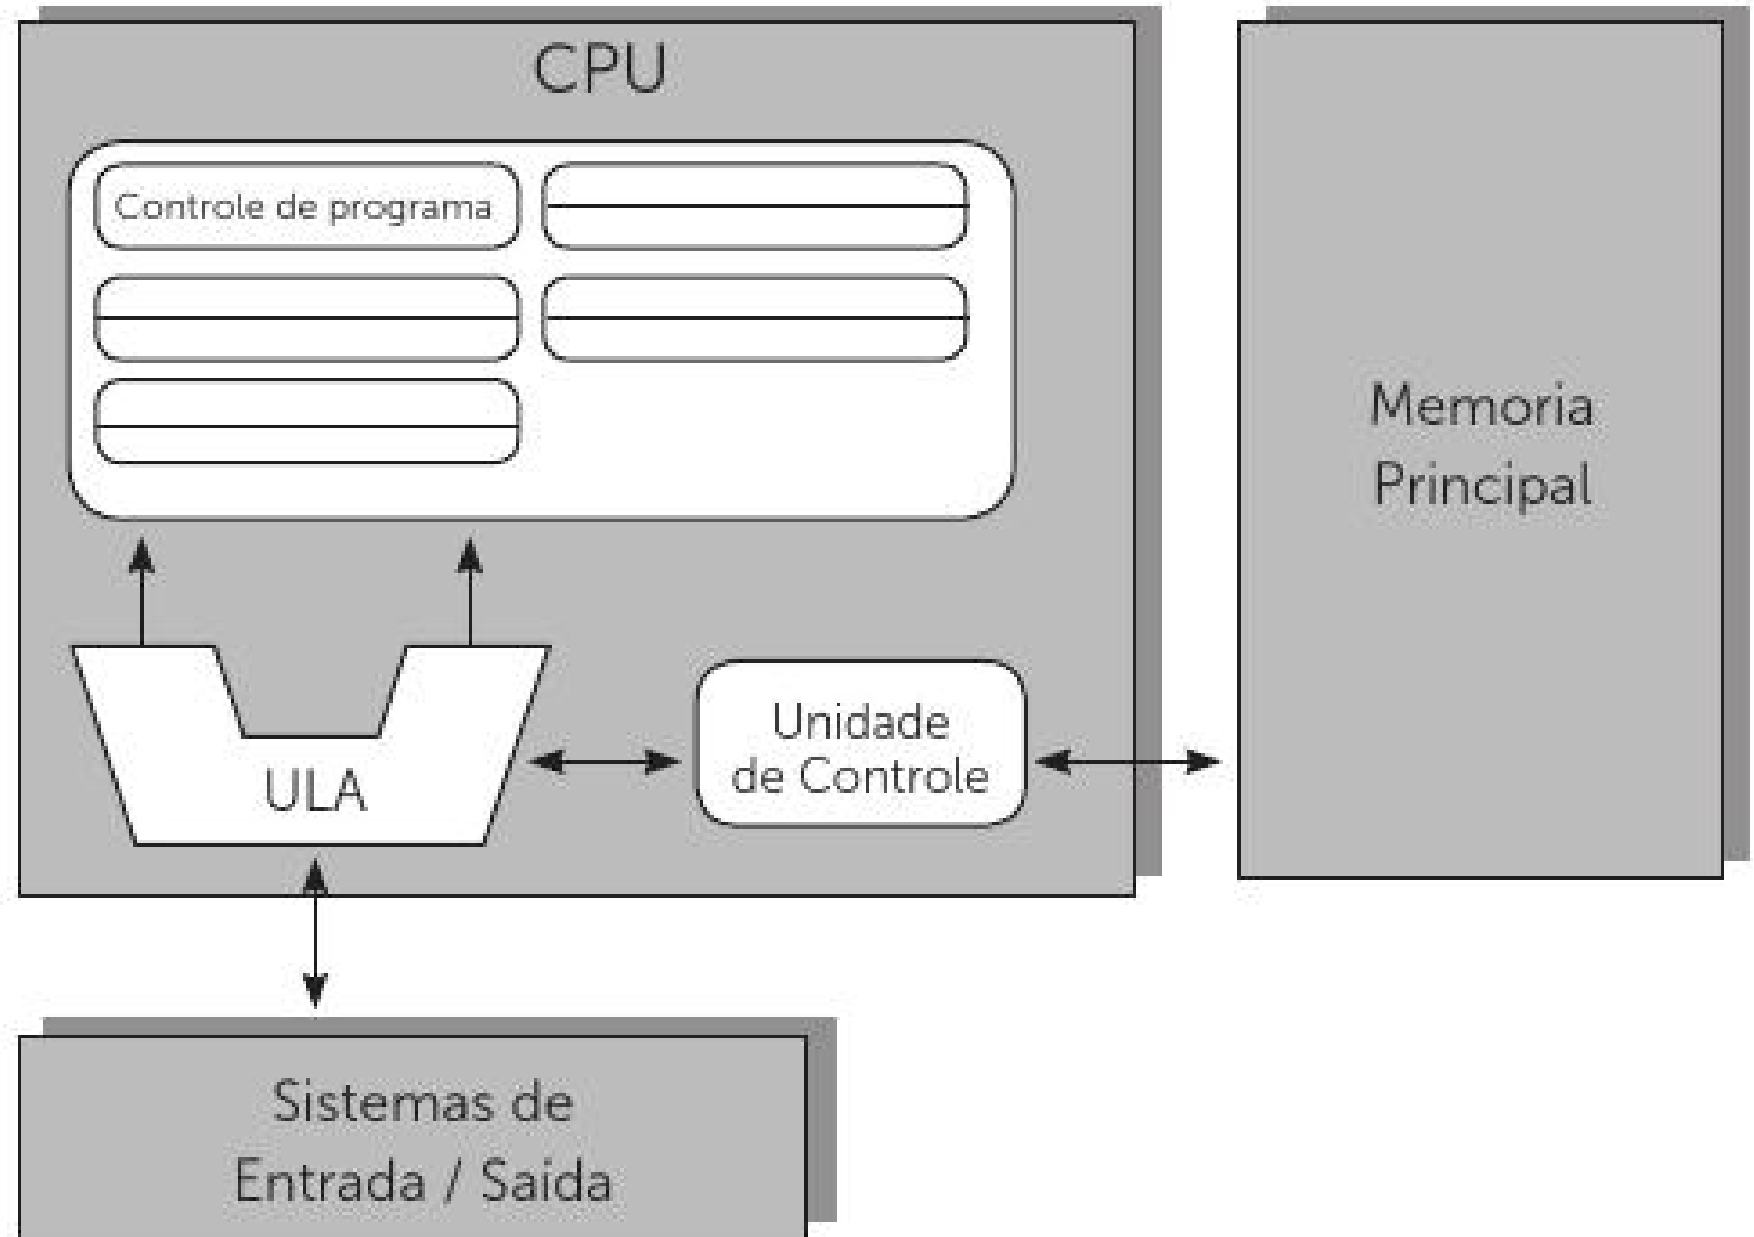 CPU
Controle de programa
Memoria
Principal
Unidade
de Controle
ULA
Sistemas de
Entrada / Saída